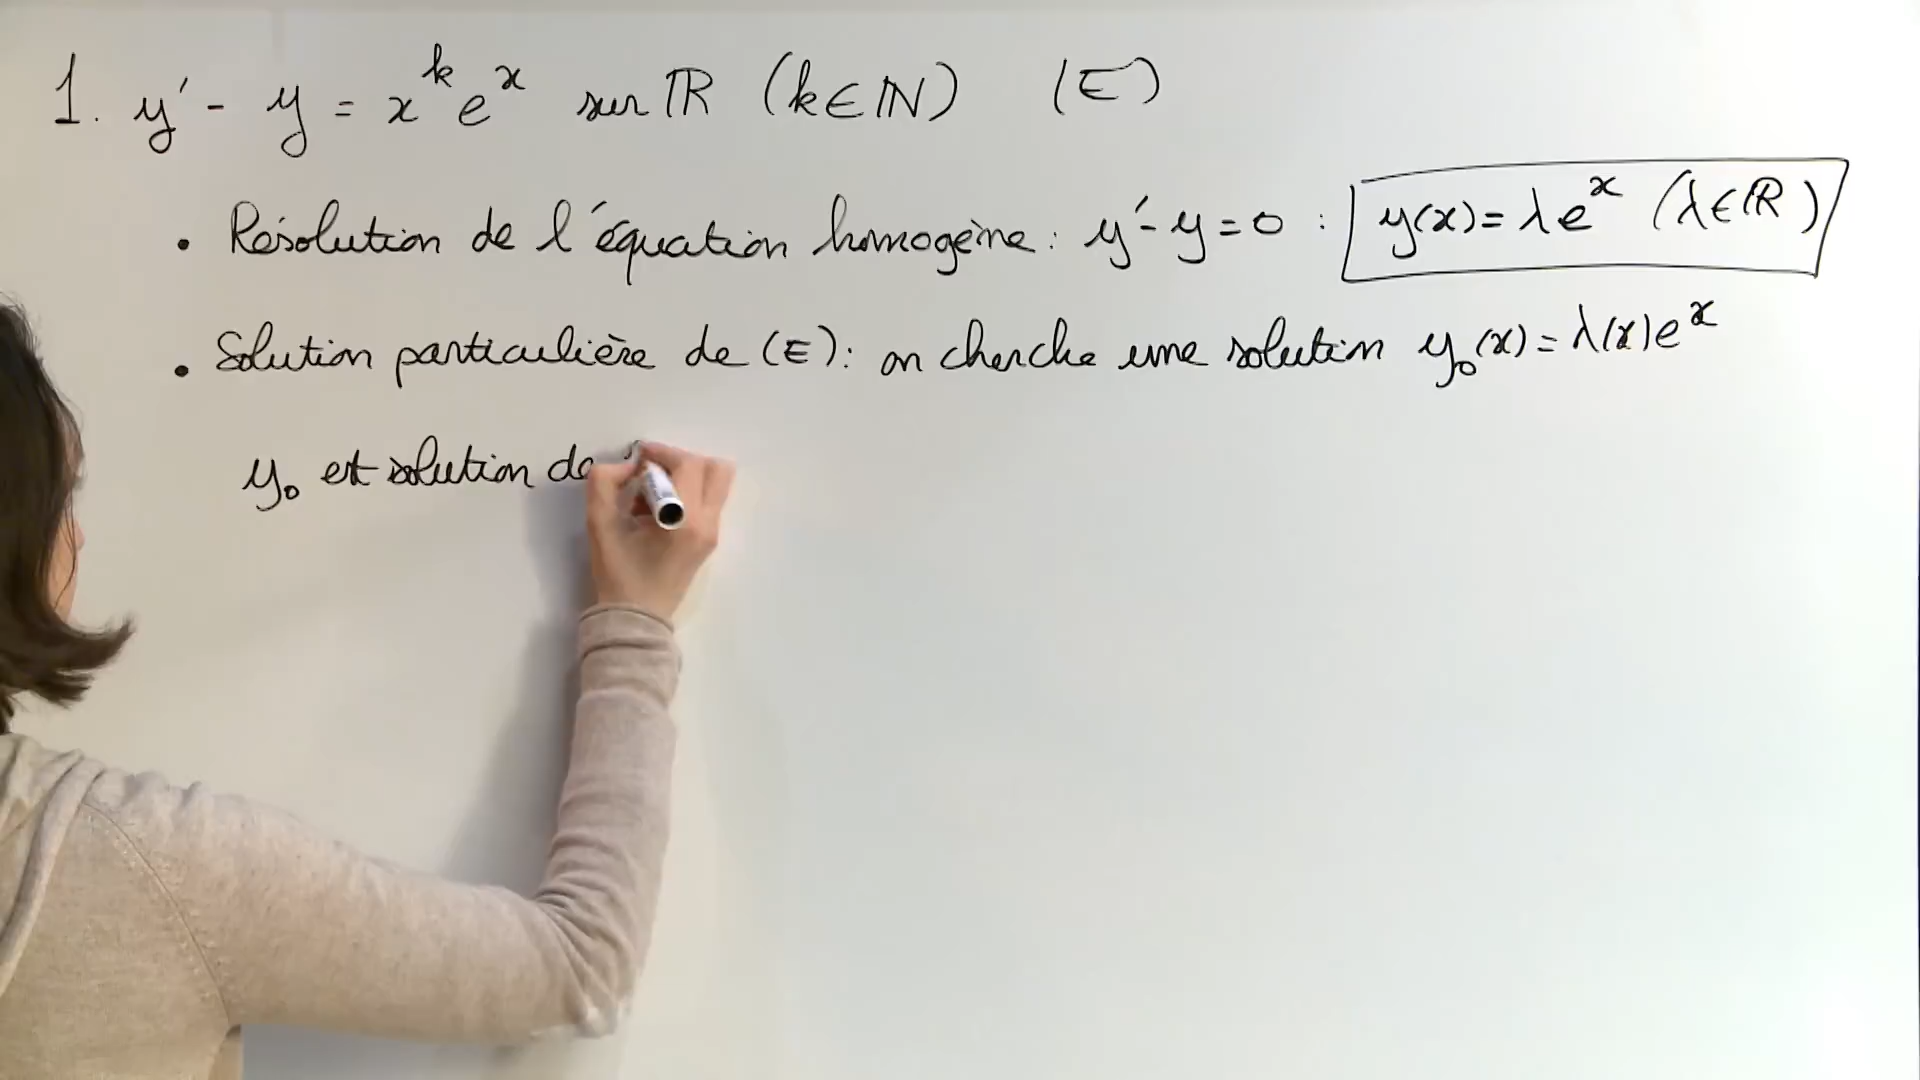 1. y' - y = x^k e^x sur ℝ (k∈ℕ) (E)
• Résolution de l'équation homogène : y' - y = 0 : y(x) = λe^x (λ∈ℝ)
• Solution particulière de (E) : on cherche une solution y₀(x) = λ(x)e^x
y₀ est solution de